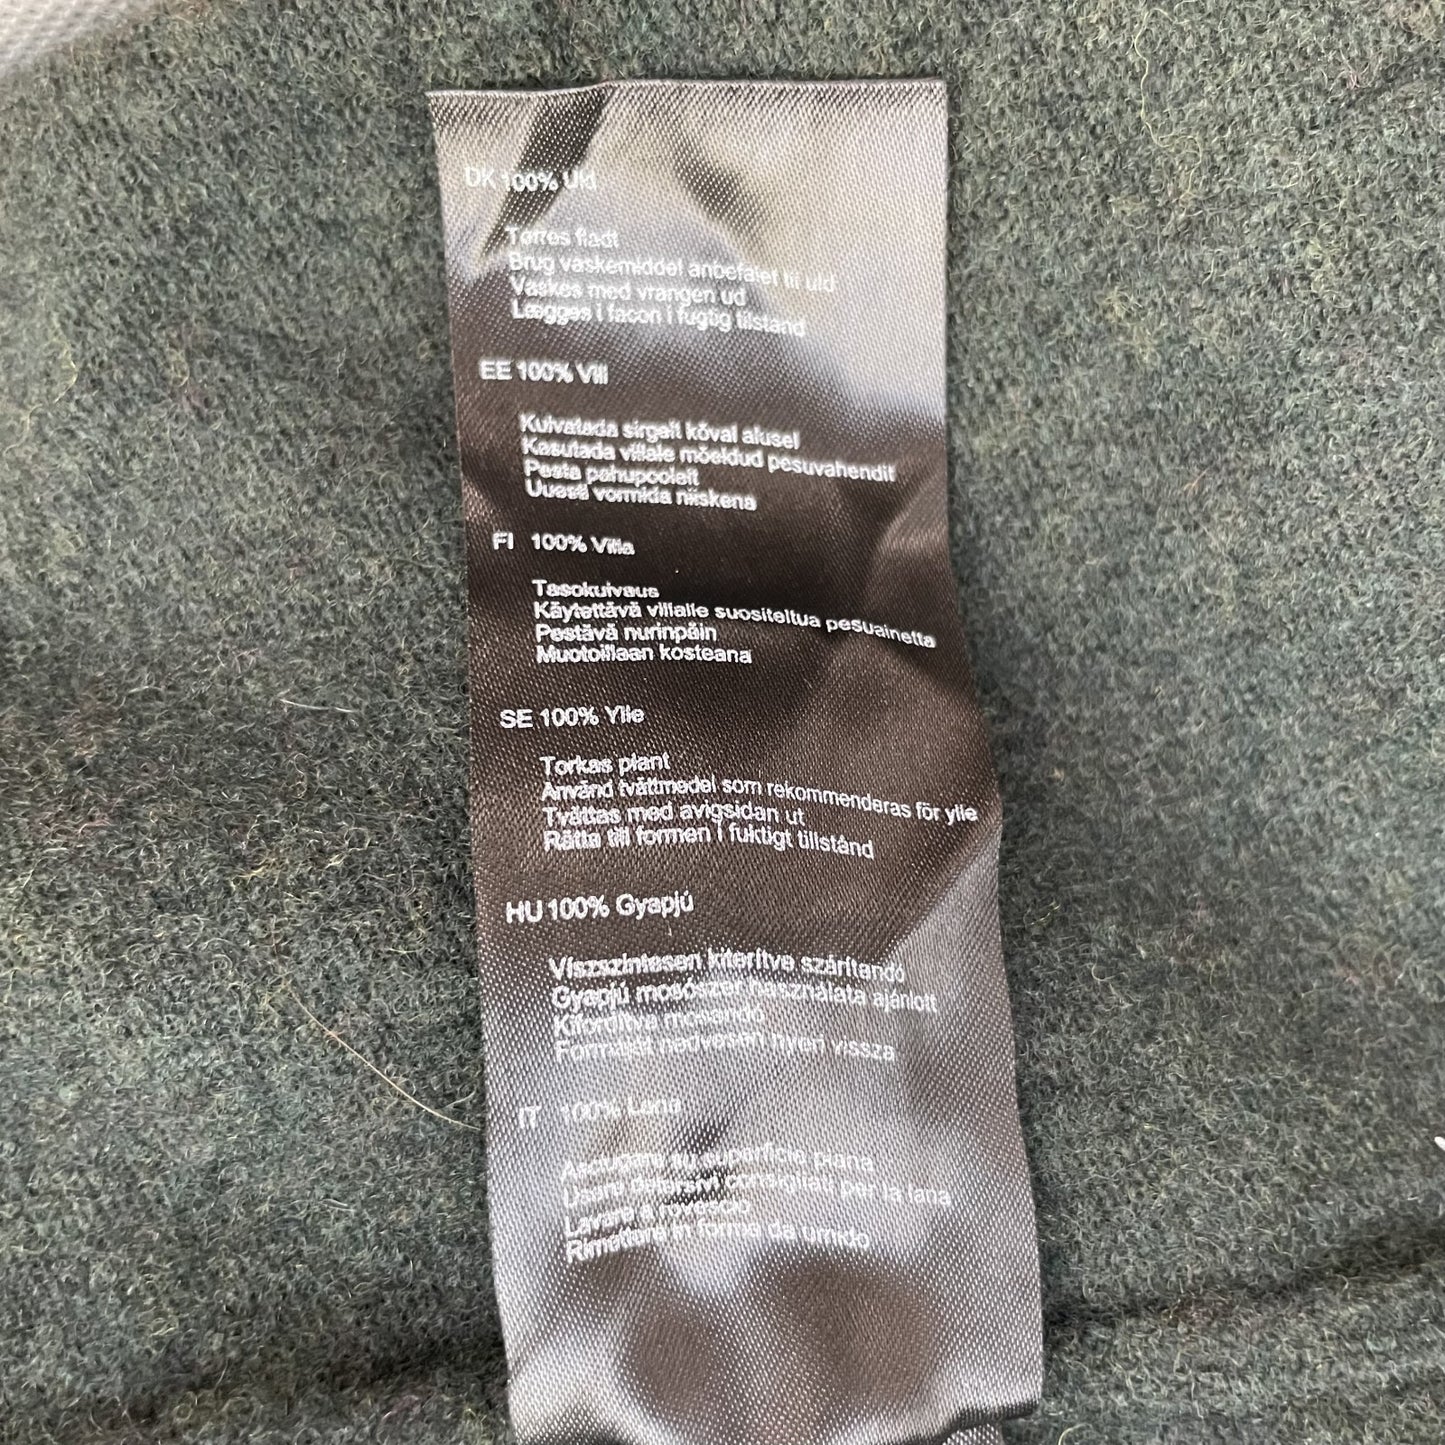 DK 100% Uld
Tørres fladt
Brug vaskemiddel anbefalet til uld
Vaskes med vrangen ud
Lægges i facon i fugtig tilstand
EE 100% Vill
Kuivatada sirgelt kõval alusel
Kasutada villale mõeldud pesuvahendit
Pesta pahupoolelt
Uuesti vormida niiskena
FI 100% Villa
Tasokuivaus
Käytettävä villalle suositeltua pesuainetta
Pestävä nurinpäin
Muotoillaan kosteana
SE 100% Ylle
Torkas plant
Använd tvättmedel som rekommenderas för ylle
Tvättas med avigsidan ut
Rätta till formen i fuktigt tillstånd
HU 100% Gyapjú
Vízszintesen kiterítve szárítandó
Gyapjú mosószer használata ajánlott
Kifordítva mosandó
Formáját nedvesen nyeri vissza
IT 100% Lana
Asciugare su superficie piana
Usare detersivi consigliati per la lana
Lavare a rovescio
Rimettere in forma da umido